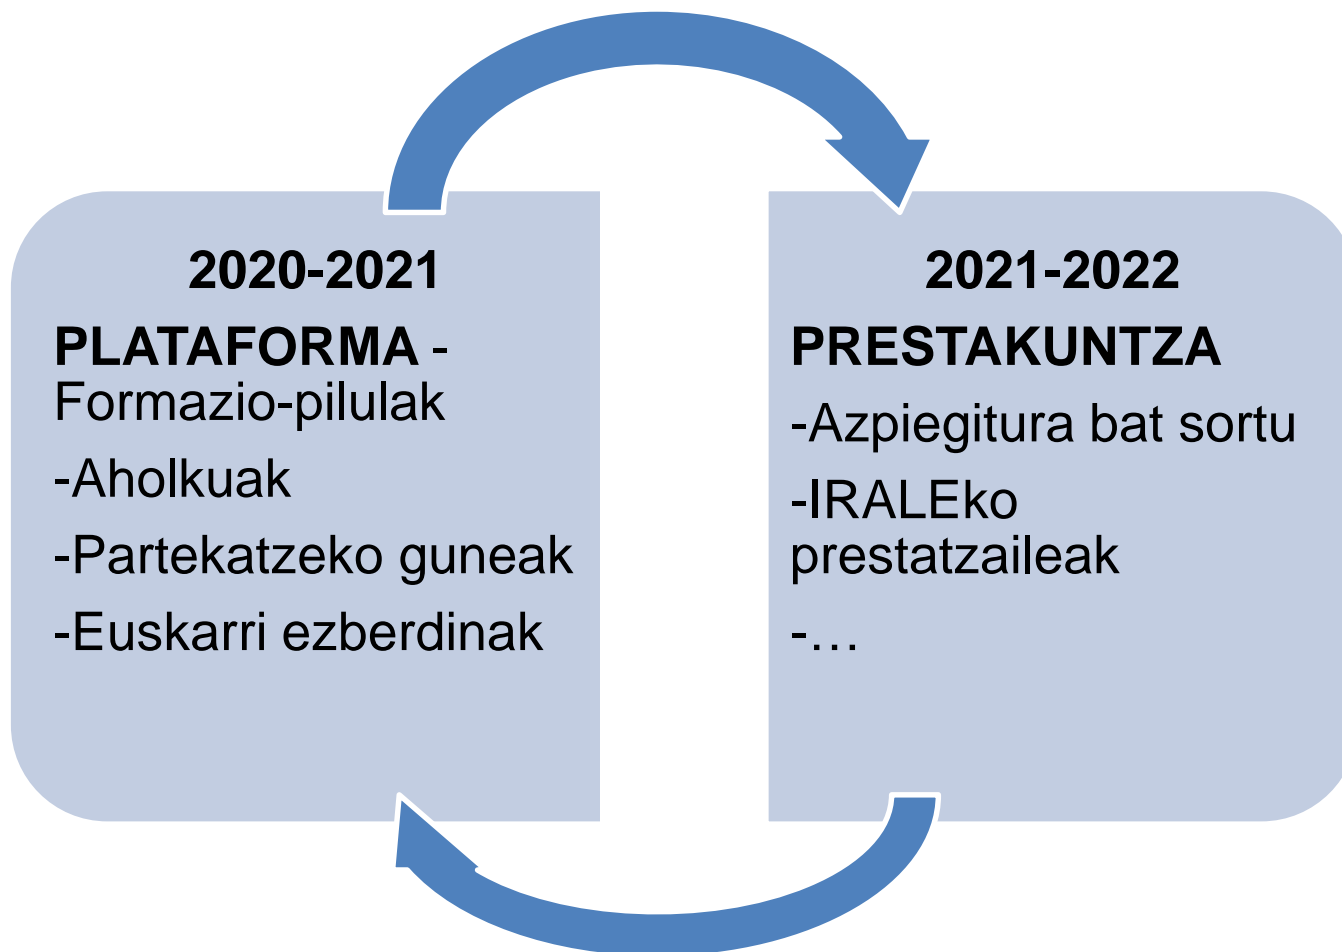 2020-2021
PLATAFORMA -
Formazio-pilulak
-Aholkuak
-Partekatzeko guneak
-Euskarri ezberdinak
2021-2022
PRESTAKUNTZA
-Azpiegitura bat sortu
-IRALEko
prestatzaileak
-…